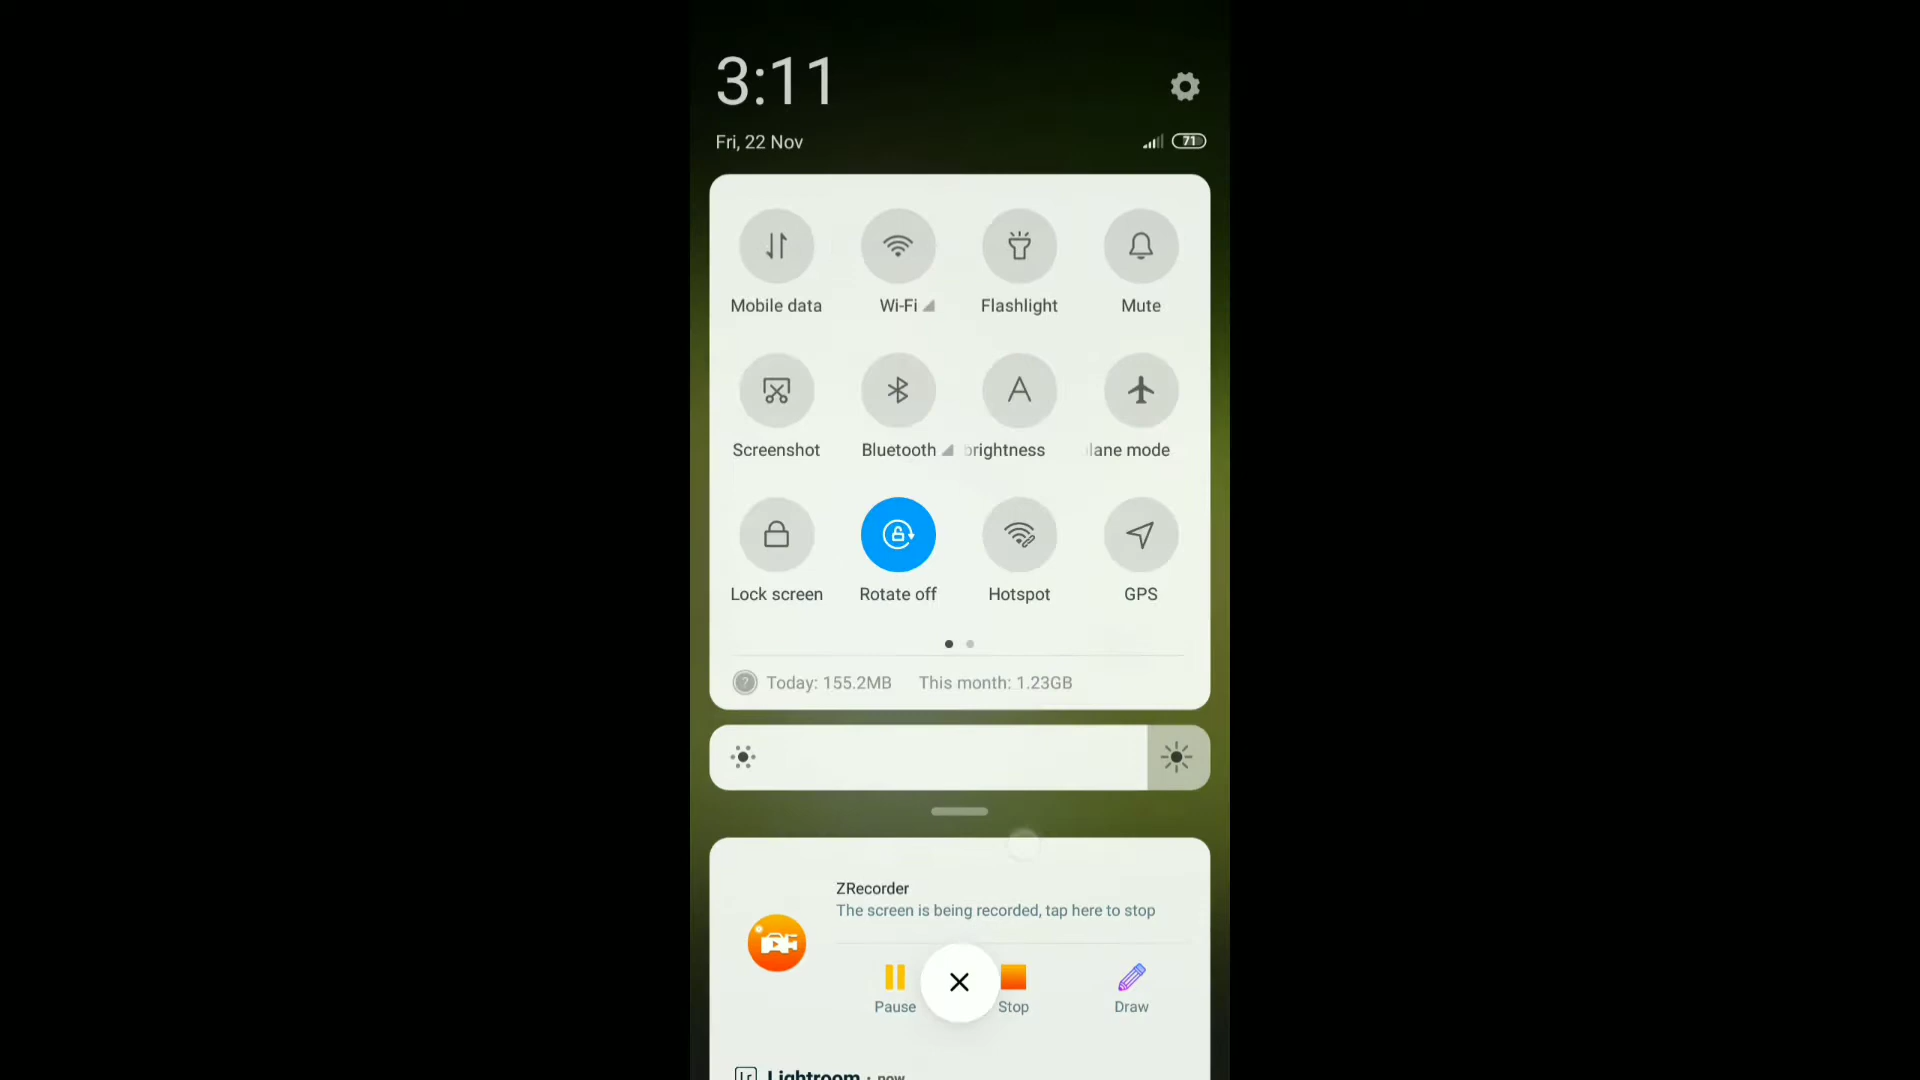 3:11
Fri, 22 Nov
71
Mobile data
Wi-Fi
Flashlight
Mute
Screenshot
Bluetooth
brightness
lane mode
Lock screen
Rotate off
Hotspot
GPS
Today: 155.2MB This month: 1.23GB
ZRecorder
The screen is being recorded, tap here to stop
Pause
Stop
Draw
Lightroom · now